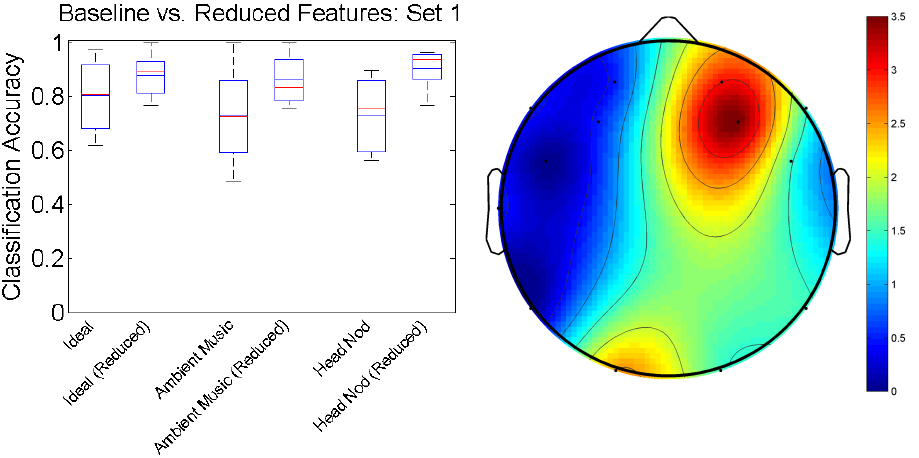 Baseline vs. Reduced Features: Set 1
Classification Accuracy
1
0.8
0.6
0.4
0.2
0
Ideal
Ideal (Reduced)
Ambient Music
Ambient Music (Reduced)
Head Nod
Head Nod (Reduced)
3.5
3
2.5
2
1.5
1
0.5
0